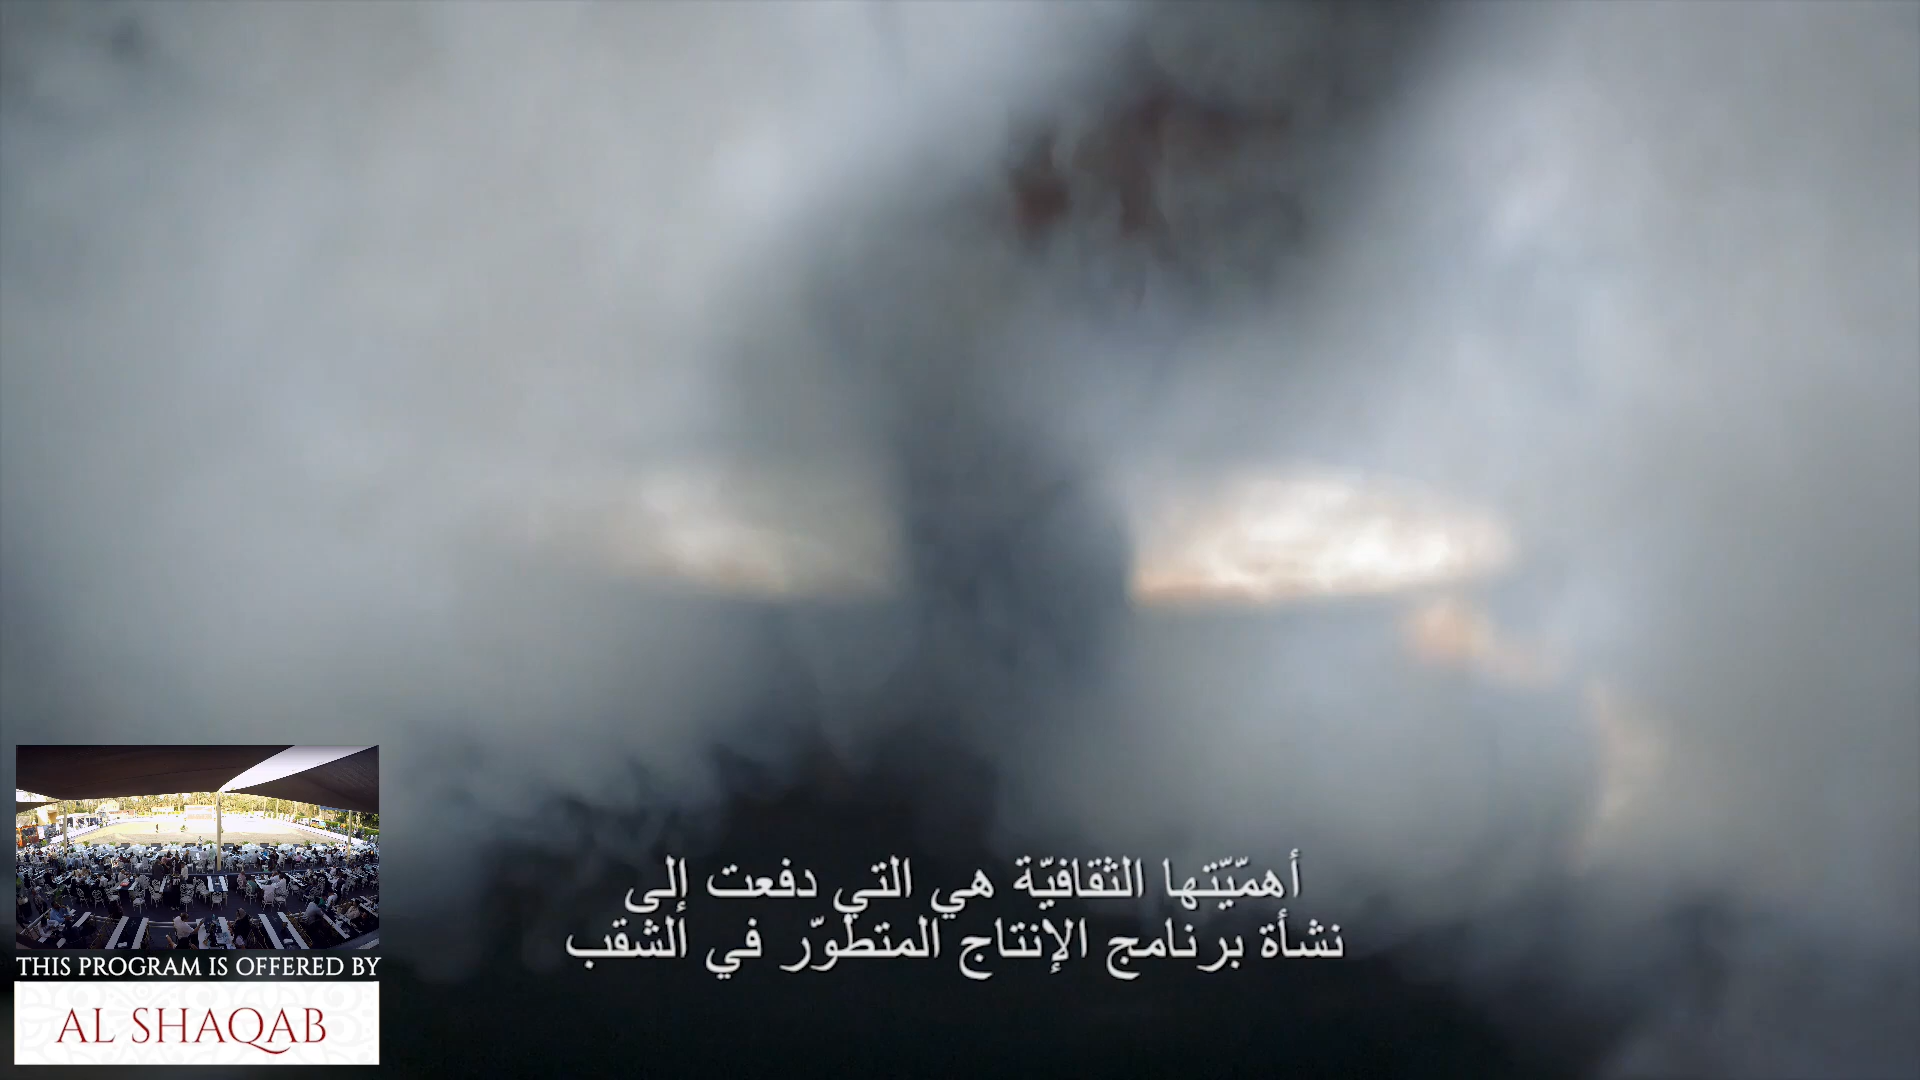 أهميّتها الثقافيّة هي التي دفعت إلى
نشأة برنامج الإنتاج المتطوّر في الشقب
THIS PROGRAM IS OFFERED BY
AL SHAQAB